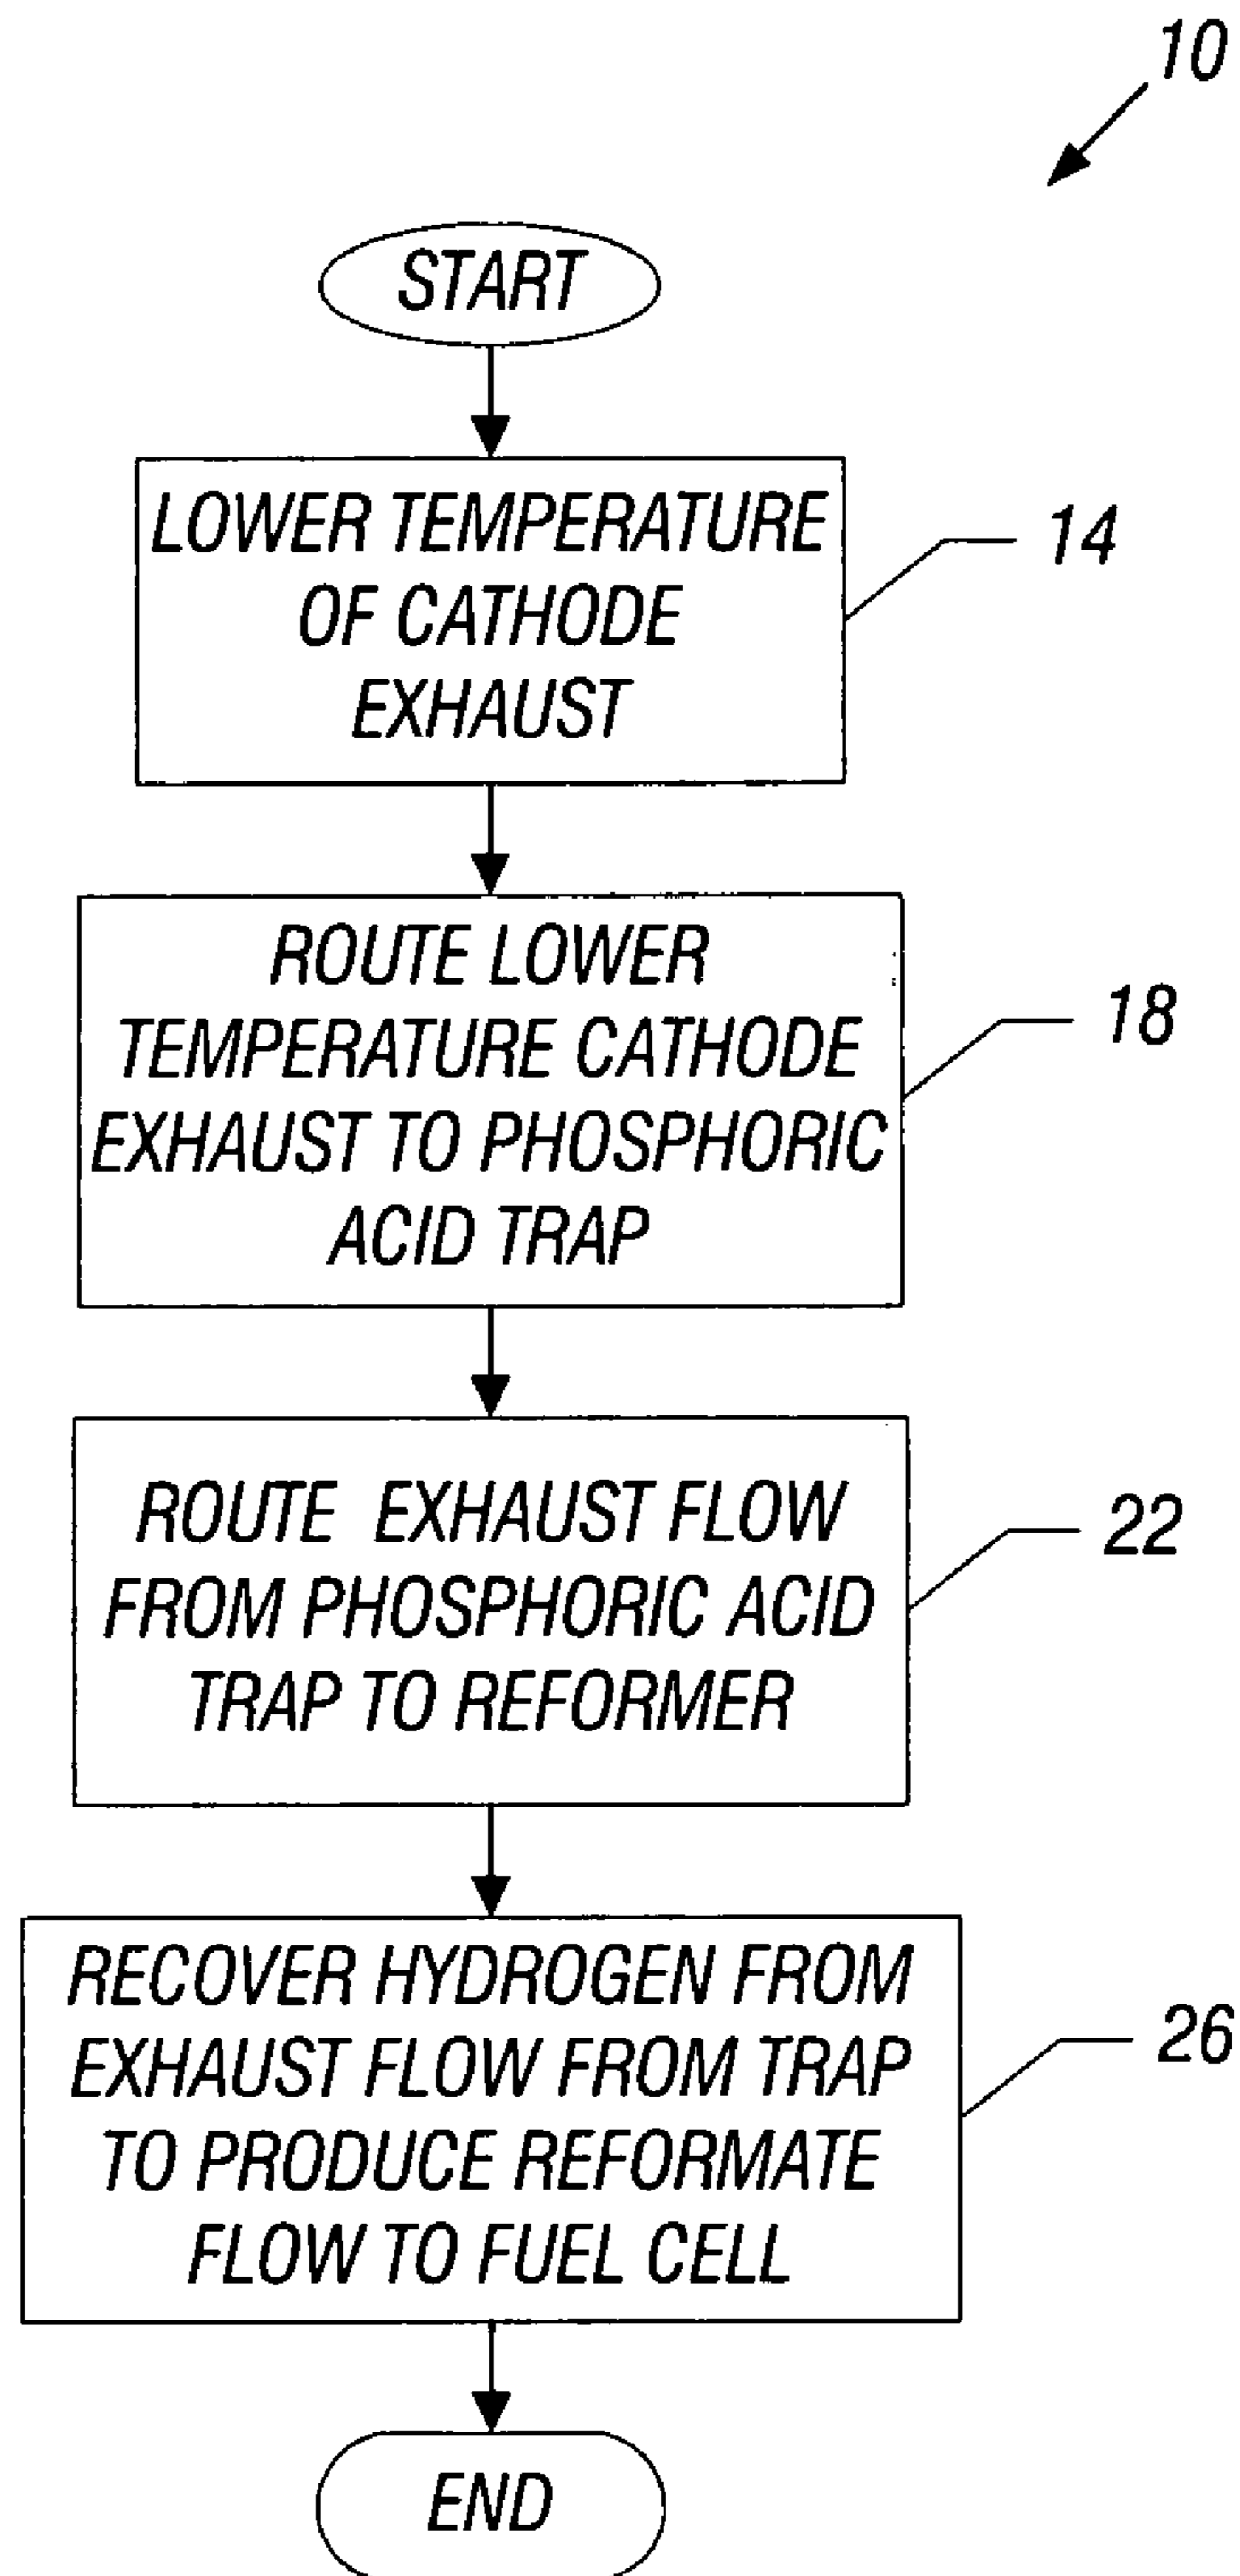 10
START
LOWER TEMPERATURE
OF CATHODE
EXHAUST
14
ROUTE LOWER
TEMPERATURE CATHODE
EXHAUST TO PHOSPHORIC
ACID TRAP
18
ROUTE EXHAUST FLOW
FROM PHOSPHORIC ACID
TRAP TO REFORMER
22
RECOVER HYDROGEN FROM
EXHAUST FLOW FROM TRAP
TO PRODUCE REFORMATE
FLOW TO FUEL CELL
26
END